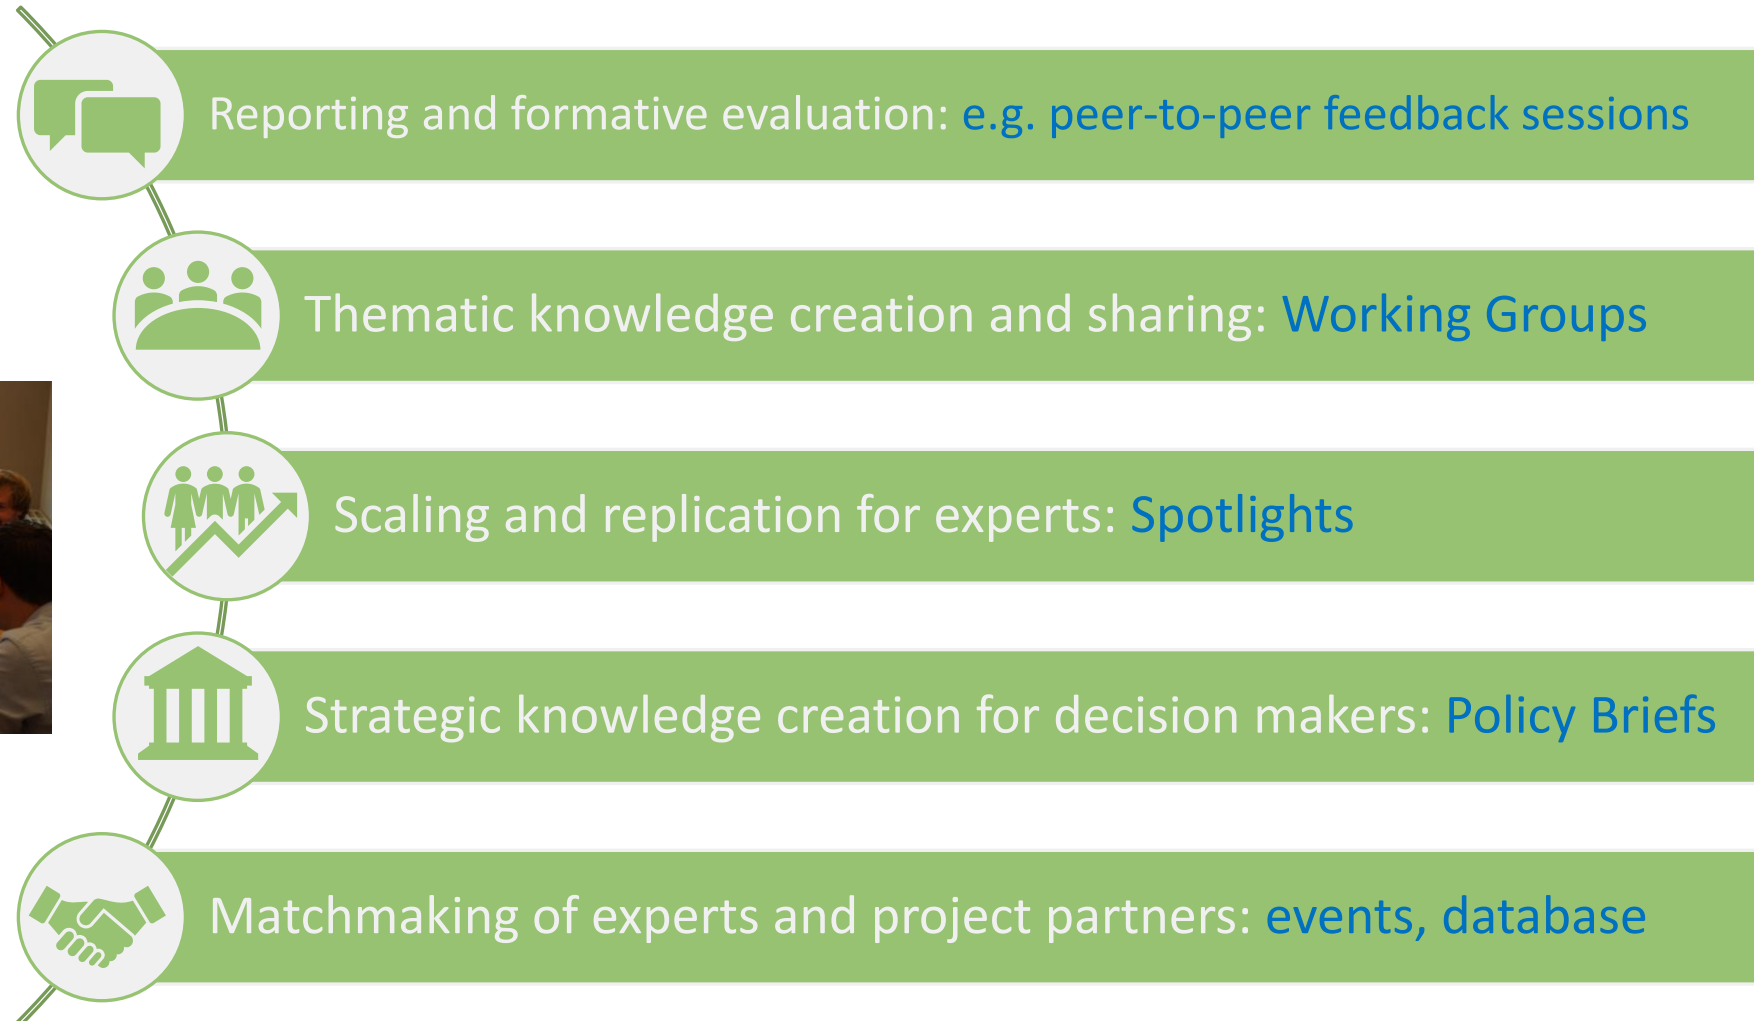 Reporting and formative evaluation: e.g. peer-to-peer feedback sessions
Thematic knowledge creation and sharing: Working Groups
Scaling and replication for experts: Spotlights
Strategic knowledge creation for decision makers: Policy Briefs
Matchmaking of experts and project partners: events, database